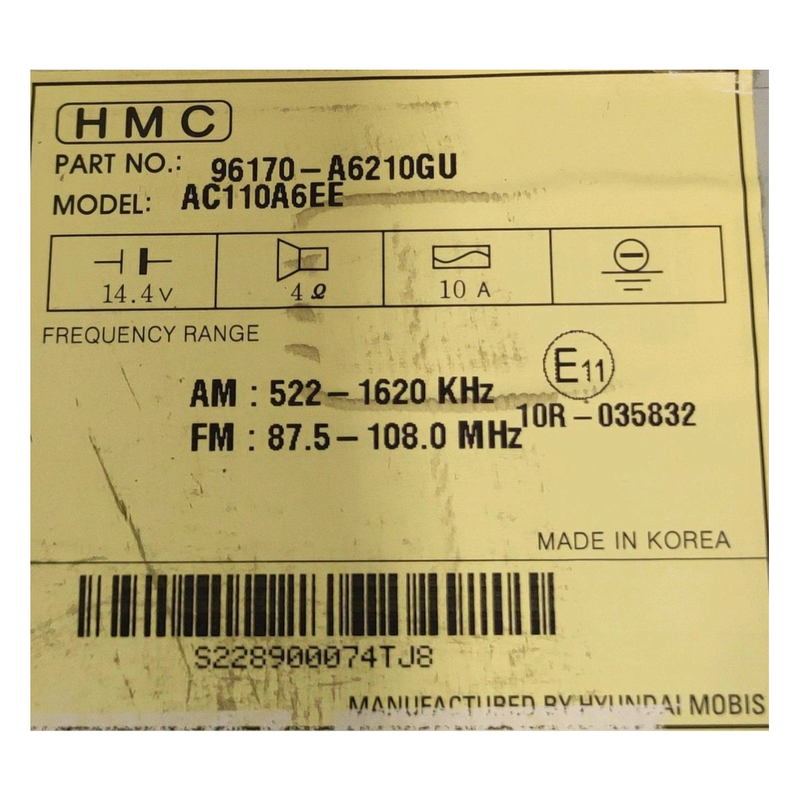 HMC
PART NO.: 96170-A6210GU
MODEL: AC110A6EE
14.4V 4Ω 10 A
FREQUENCY RANGE
E11
AM : 522-1620 KHz
10R-035832
FM : 87.5-108.0 MHz
MADE IN KOREA
S228900074TJ8
MANUFACTURED BY HYUNDAI MOBIS